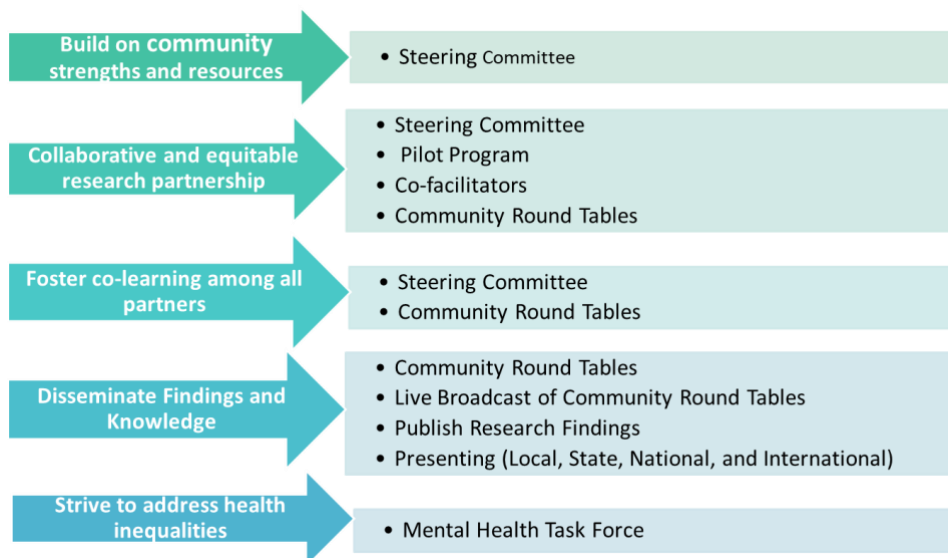 Build on community
strengths and resources
• Steering Committee
Collaborative and equitable
research partnership
• Steering Committee
• Pilot Program
• Co-facilitators
• Community Round Tables
Foster co-learning among all
partners
• Steering Committee
• Community Round Tables
Disseminate Findings and
Knowledge
• Community Round Tables
• Live Broadcast of Community Round Tables
• Publish Research Findings
• Presenting (Local, State, National, and International)
Strive to address health
inequalities
• Mental Health Task Force